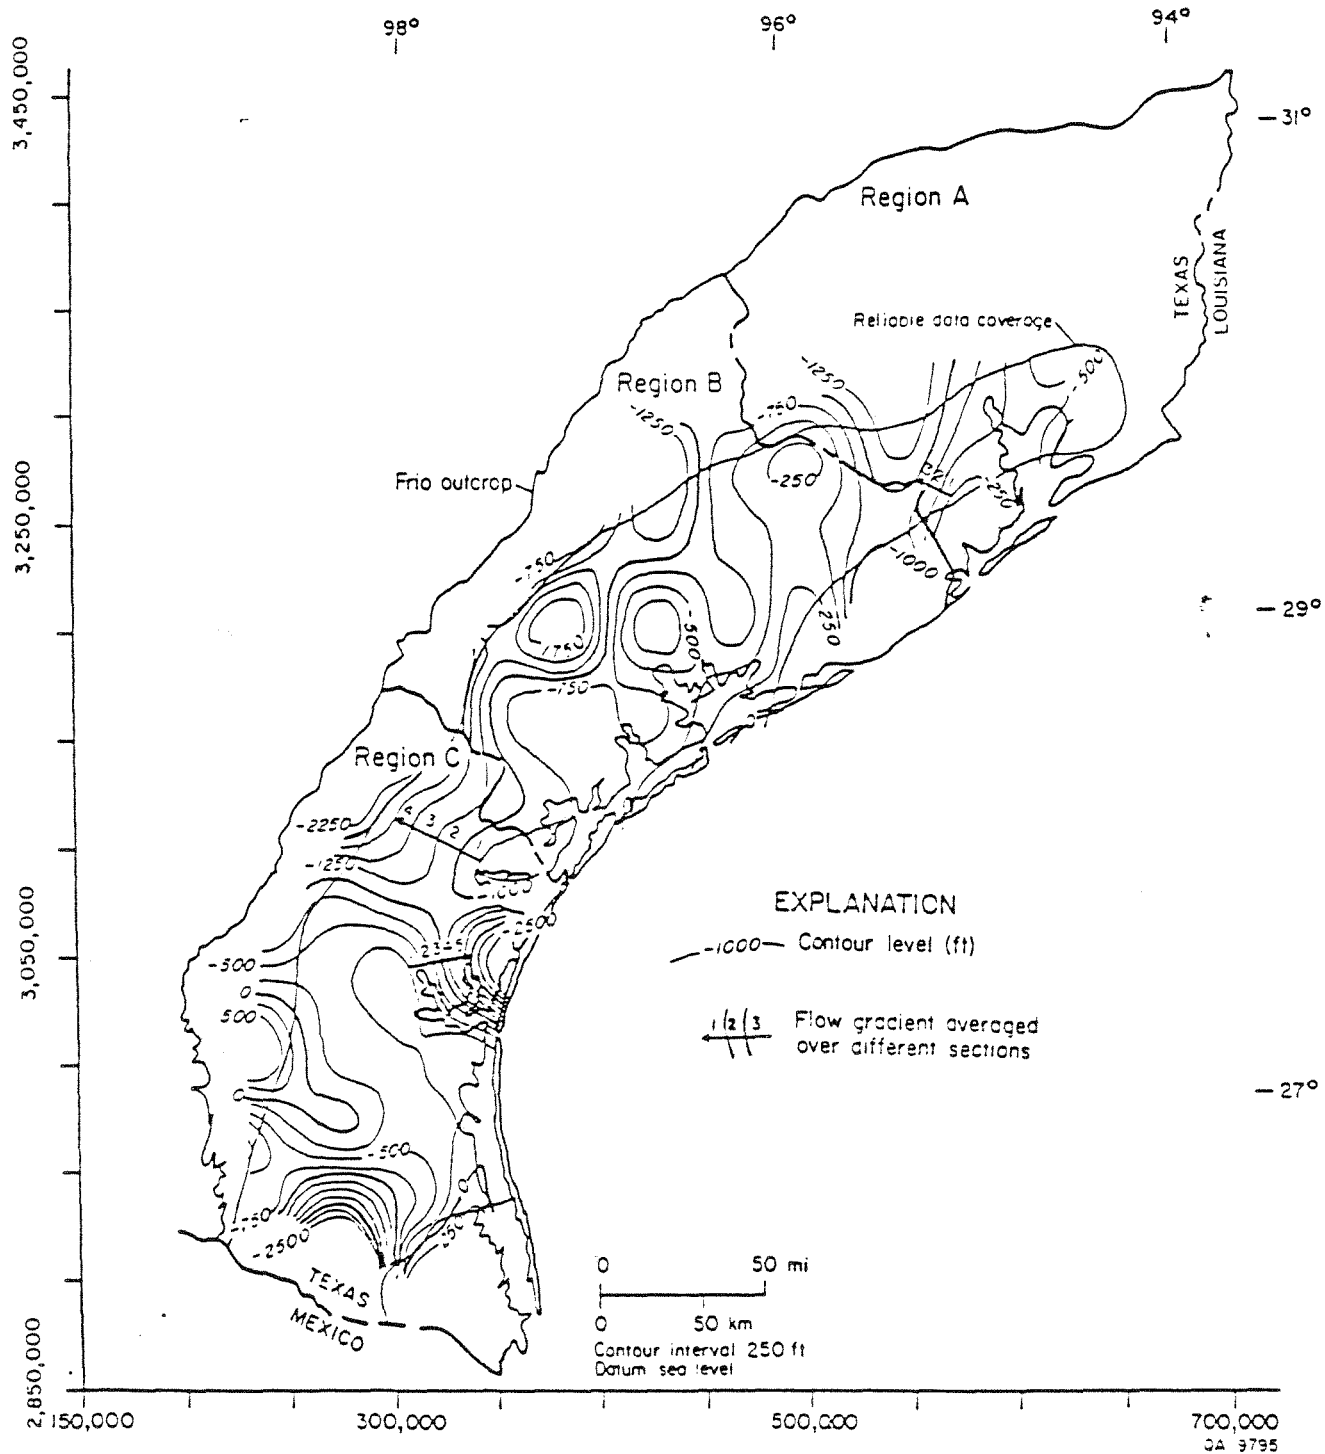 98°
96°
94°
3,450,000
31°
Region A
TEXAS
LOUISIANA
Reliable data coverage
-1250
-500
Region B
-750
-1250
-250
Frio outcrop
3,250,000
-250
-750
-1000
29°
-500
250
1750
-750
Region C
-2250
3 2
-1250
-1000
-2500
EXPLANATION
-1000 Contour level (ft)
3,050,000
-500
0
500
1 2 3 Flow gradient averaged
over different sections
27°
0
-500
0
-750
-2500
TEXAS
MEXICO
0 50 mi
0 50 km
Contour interval 250 ft
Datum sea level
2,850,000
150,000 300,000 500,000 700,000
QA 9795